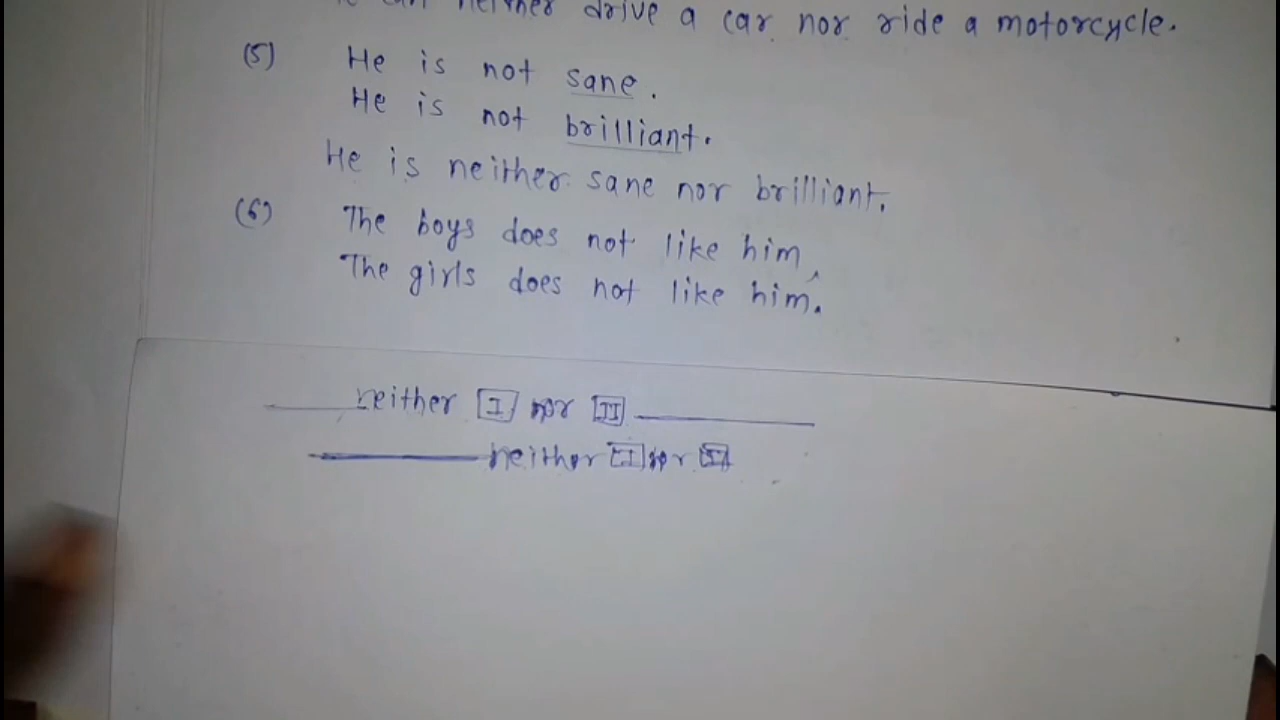 can neither drive a car nor ride a motorcycle.
(5) He is not sane.
He is not brilliant.
He is neither sane nor brilliant.
(6) The boys does not like him,
The girls does not like him.
neither I nor II
neither I nor II